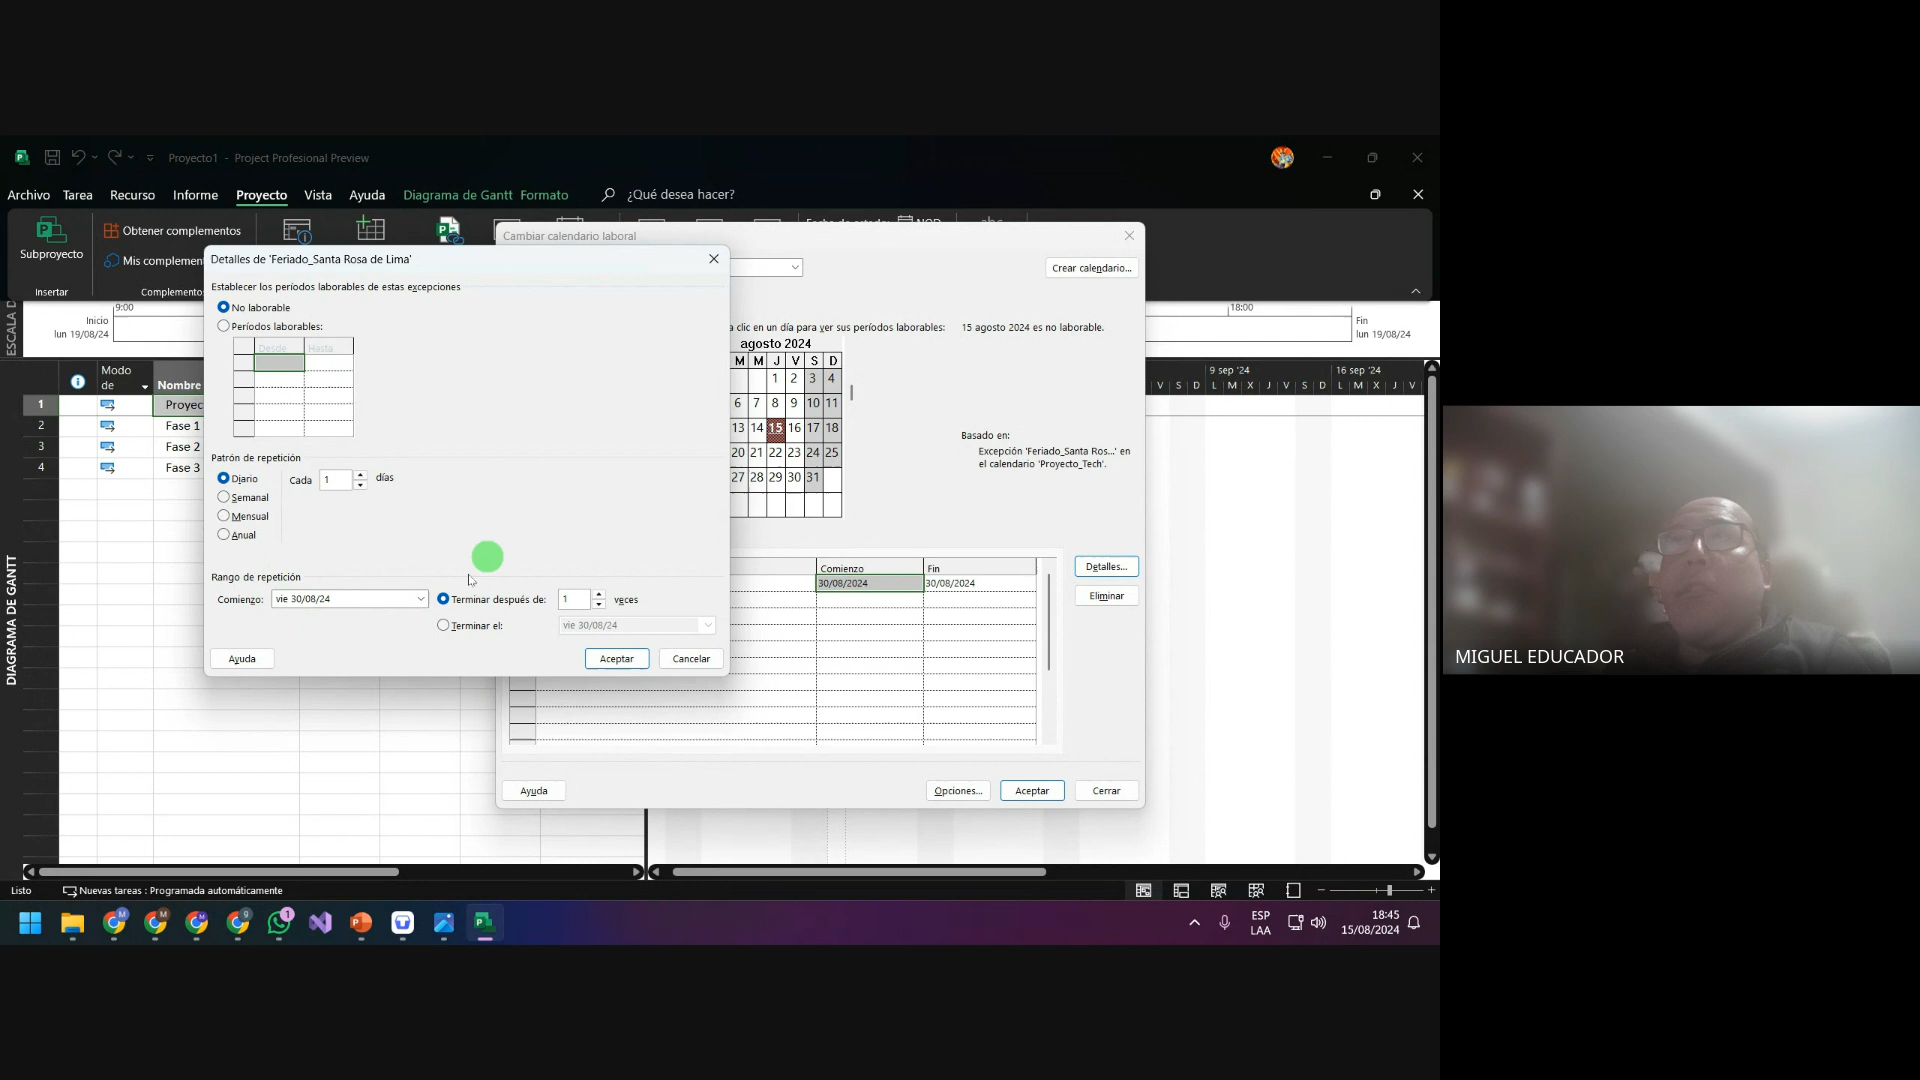 Proyecto1 - Project Profesional Preview
Archivo Tarea Recurso Informe Proyecto Vista Ayuda Diagrama de Gantt Formato ¿Qué desea hacer?
Subproyecto
Obtener complementos
Mis complemen
Insertar
Complementos
Cambiar calendario laboral
Crear calendario...
Detalles de 'Feriado_Santa Rosa de Lima'
Establecer los períodos laborables de estas excepciones
No laborable
Períodos laborables:
Desde Hasta
Patrón de repetición
Diario
Semanal
Mensual
Anual
Cada 1 días
Rango de repetición
Comienzo: vie 30/08/24
Terminar después de: 1 veces
Terminar el: vie 30/08/24
Ayuda Aceptar Cancelar
a clic en un día para ver sus períodos laborables: 15 agosto 2024 es no laborable.
agosto 2024
M M J V S D
1 2 3 4
6 7 8 9 10 11
13 14 15 16 17 18
20 21 22 23 24 25
27 28 29 30 31
Basado en:
Excepción 'Feriado_Santa Ros...' en
el calendario 'Proyecto_Tech'.
Comienzo Fin
30/08/2024 30/08/2024
Detalles...
Eliminar
Ayuda Opciones... Aceptar Cerrar
ESCALA D
9:00
Inicio
lun 19/08/24
18:00
Fin
lun 19/08/24
DIAGRAMA DE GANTT
Modo
de
Nombre
1 Proyec
2 Fase 1
3 Fase 2
4 Fase 3
9 sep '24 16 sep '24
V S D L M X J V S D L M X J V
Listo Nuevas tareas : Programada automáticamente
ESP
LAA
18:45
15/08/2024
MIGUEL EDUCADOR